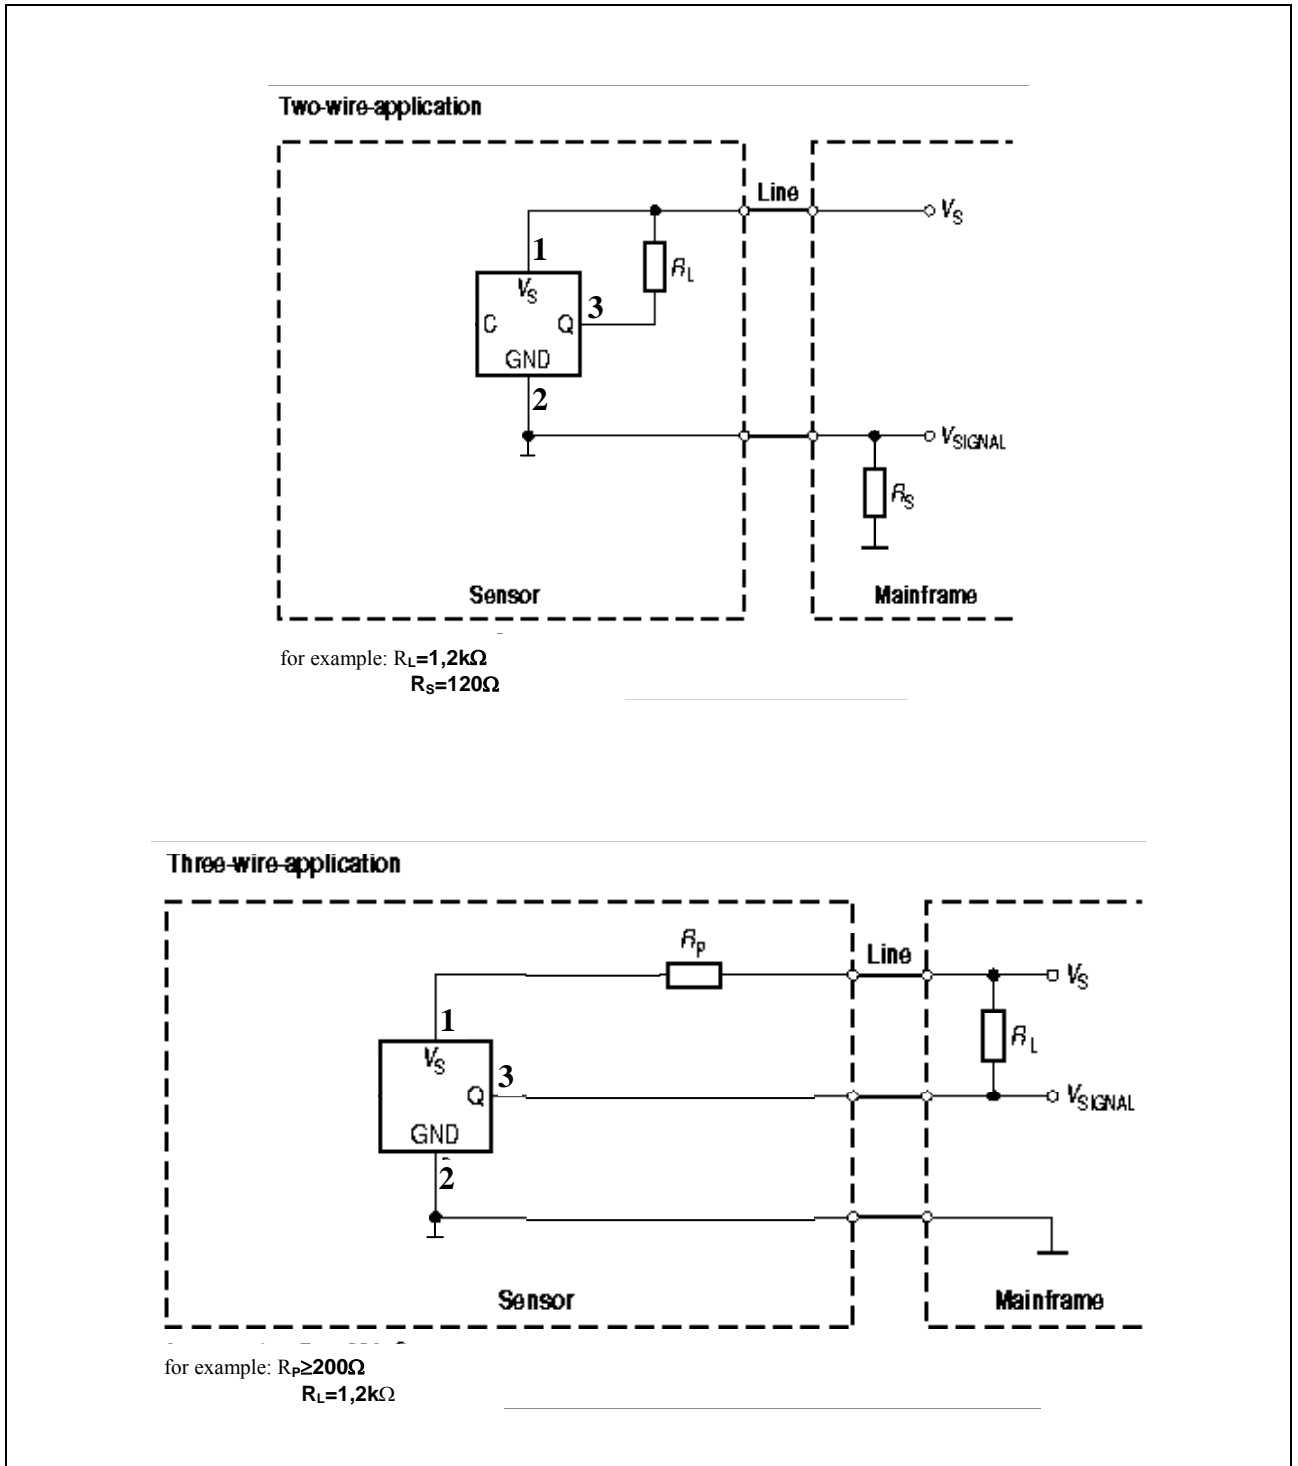 Two-wire-application
Line
V_S
1
R_L
V_S
3
C Q
GND
2
V_SIGNAL
R_S
Sensor
Mainframe
for example: R_L=1,2kΩ
R_S=120Ω
Three-wire-application
R_p
Line
V_S
1
R_L
V_S
3
Q
V_SIGNAL
GND
2
Sensor
Mainframe
for example: R_P≥200Ω
R_L=1,2kΩ